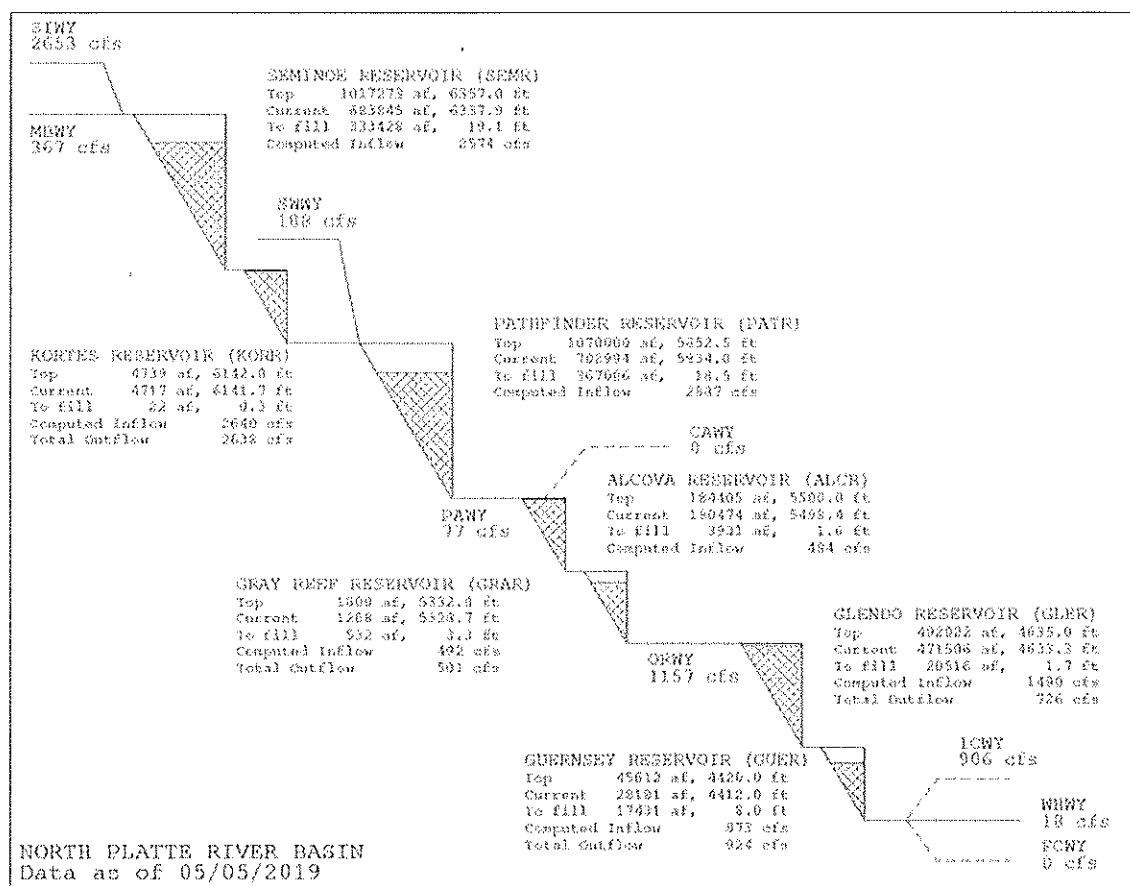 SIWY
2653 cfs
SEMINOE RESERVOIR (SEMR)
Top 1017273 af, 6357.0 ft
Current 683845 af, 6337.9 ft
To fill 333428 af, 19.1 ft
Computed Inflow 2574 cfs
MBWY
367 cfs
SWWY
188 cfs
PATHFINDER RESERVOIR (PATR)
Top 1070000 af, 5852.5 ft
Current 702994 af, 5834.0 ft
To fill 367006 af, 18.5 ft
Computed Inflow cfs
KORTES RESERVOIR (KORR)
Top 4739 af, 6142.0 ft
Current 4717 af, 6141.7 ft
To fill 22 af, 0.3 ft
Computed Inflow 2640 cfs
Total Outflow 2638 cfs
CAWY
0 cfs
ALCOVA RESERVOIR (ALCR)
Top 184405 af, 5500.0 ft
Current 180474 af, 5498.4 ft
To fill 3931 af, 1.6 ft
Computed Inflow 484 cfs
PAWY
77 cfs
GRAY REEF RESERVOIR (GRAR)
Top 1800 af, 5332.0 ft
Current 1268 af, 5328.7 ft
To fill 532 af, 3.3 ft
Computed Inflow 492 cfs
Total Outflow 501 cfs
GLENDO RESERVOIR (GLER)
Top 492022 af, 4635.0 ft
Current 471506 af, 4633.3 ft
To fill 20516 af, 1.7 ft
Computed Inflow cfs
Total Outflow 726 cfs
ORWY
1157 cfs
GUERNSEY RESERVOIR (GUER)
Top 45612 af, 4420.0 ft
Current 28181 af, 4412.0 ft
To fill 17431 af, 8.0 ft
Computed Inflow 873 cfs
Total Outflow 924 cfs
ICWY
906 cfs
WHWY
18 cfs
FCWY
0 cfs
NORTH PLATTE RIVER BASIN
Data as of 05/05/2019